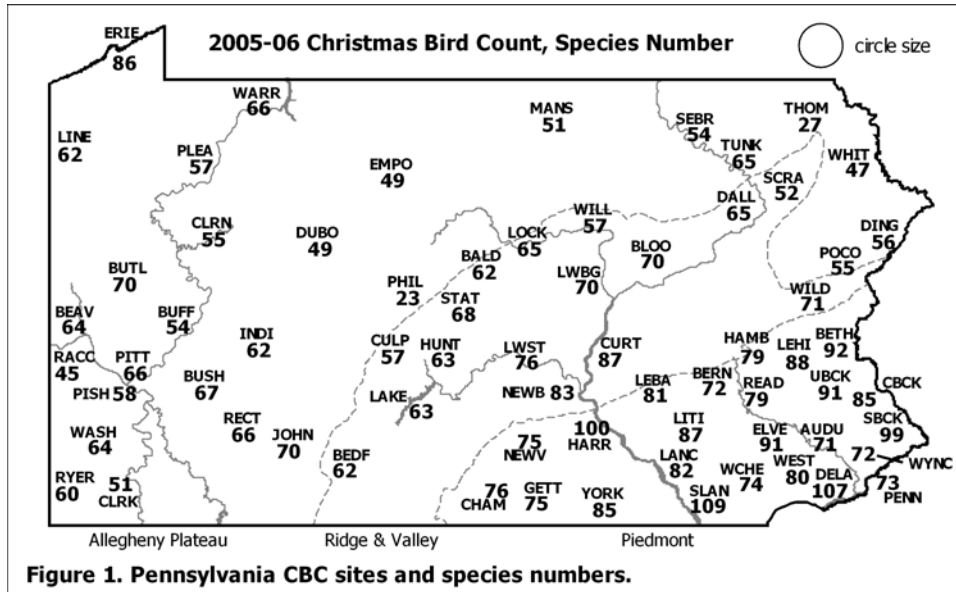 2005-06 Christmas Bird Count, Species Number
circle size
ERIE
86
WARR
66
MANS
51
THOM
27
SEBR
54
LINE
62
PLEA
57
TUNK
65
WHIT
47
EMPO
49
SCRA
52
DALL
65
WILL
57
CLRN
55
DUBO
49
LOCK
65
DING
56
BLOO
70
POCO
55
BALD
62
BUTL
70
LWBG
70
PHIL
23
STAT
68
WILD
71
BEAV
64
BUFF
54
INDI
62
CULP
57
HUNT
63
LWST
76
CURT
87
HAMB
79
LEHI
88
BETH
92
RACC
45
PITT
66
PISH 58
BUSH
67
LAKE 63
NEWB 83
LEBA
81
BERN
72
READ
79
UBCK
91
CBCK
85
RECT
66
JOHN
70
WASH
64
BEDF
62
75
NEWV
100
HARR
LITI
87
ELVE
91
AUDU
71
SBCK
99
LANC
82
WCHE
74
WEST
80
DELA
107
72 WYNC
73
PENN
RYER
60
51
CLRK
76
CHAM
GETT
75
YORK
85
SLAN
109
Allegheny Plateau
Ridge & Valley
Piedmont
Figure 1. Pennsylvania CBC sites and species numbers.